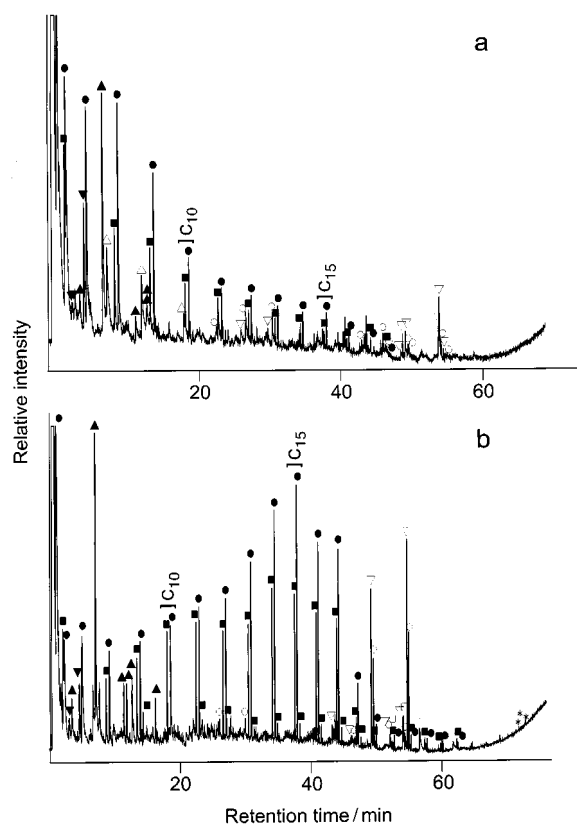 a
]C₁₀
]C₁₅
20
40
60
b
]C₁₅
]C₁₀
20
40
60
Relative intensity
Retention time / min